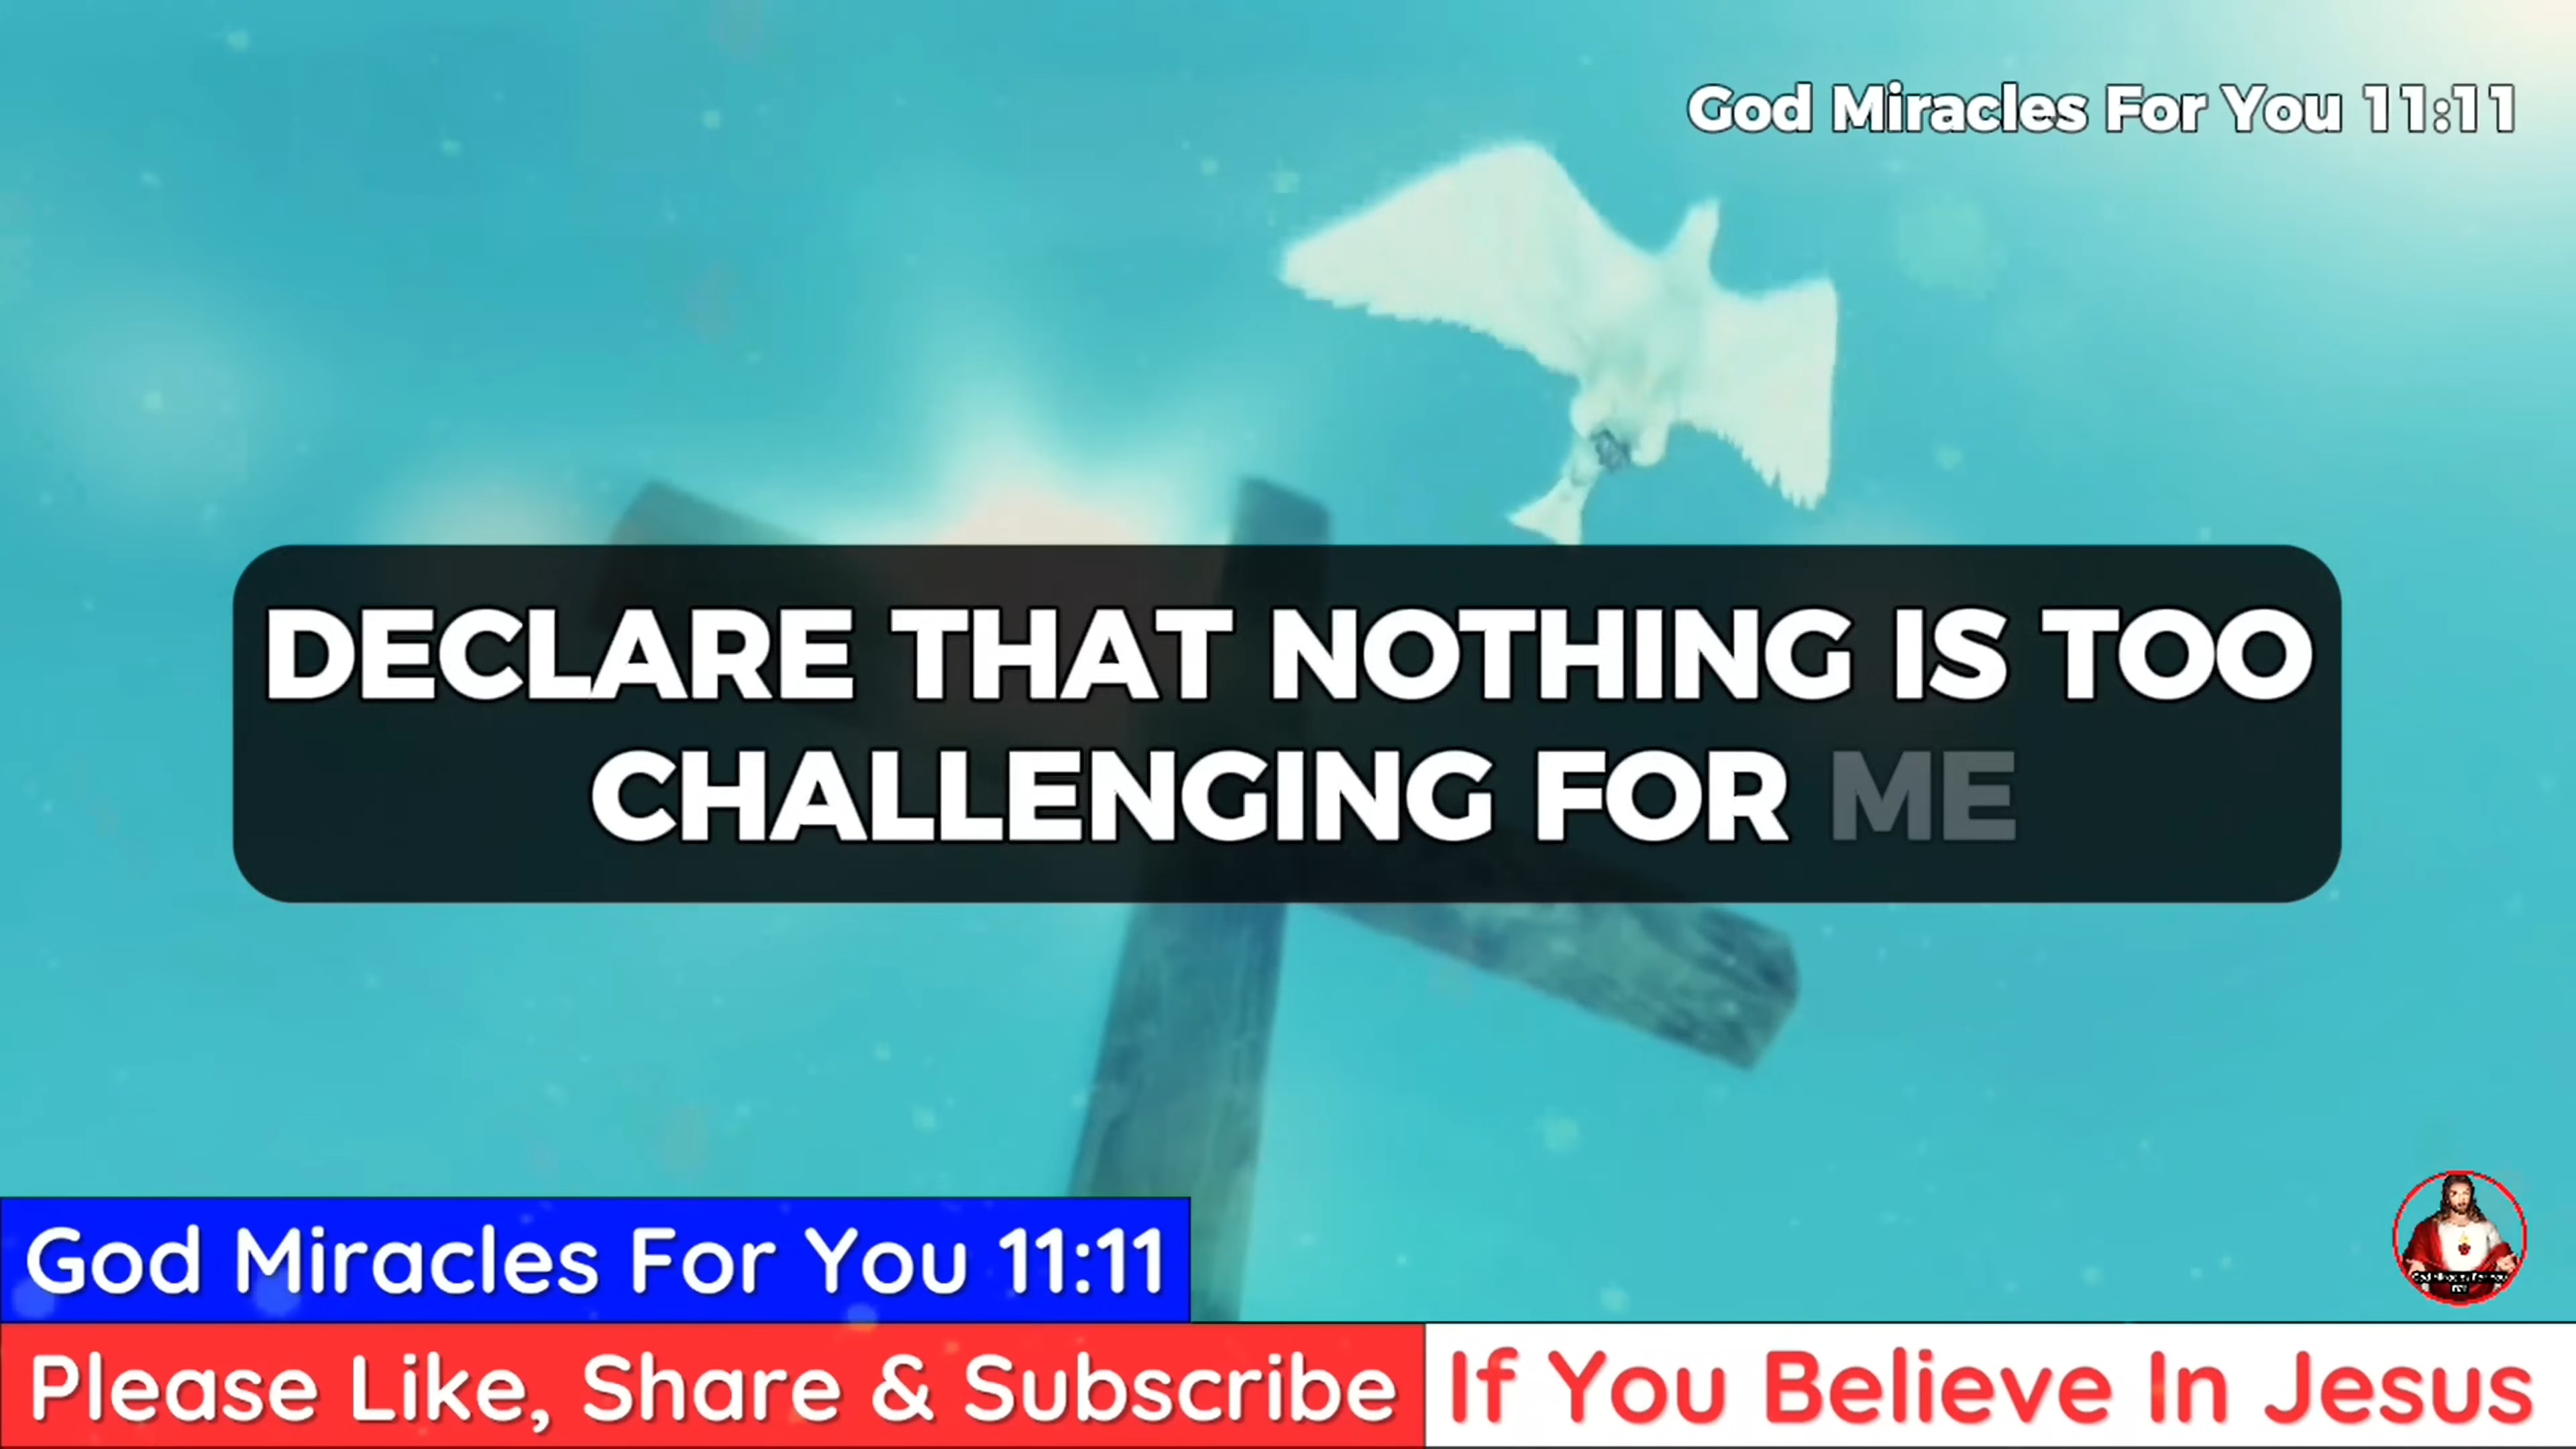 God Miracles For You 11:11
DECLARE THAT NOTHING IS TOO
CHALLENGING FOR ME
God Miracles For You 11:11
Please Like, Share & Subscribe
If You Believe In Jesus